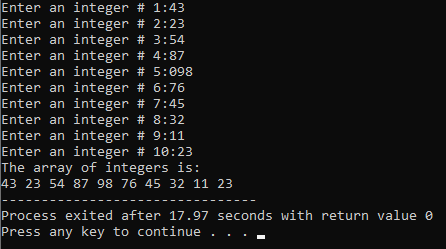 Enter an integer # 1:43
Enter an integer # 2:23
Enter an integer # 3:54
Enter an integer # 4:87
Enter an integer # 5:098
Enter an integer # 6:76
Enter an integer # 7:45
Enter an integer # 8:32
Enter an integer # 9:11
Enter an integer # 10:23
The array of integers is:
43 23 54 87 98 76 45 32 11 23
--------------------------------
Process exited after 17.97 seconds with return value 0
Press any key to continue . . .